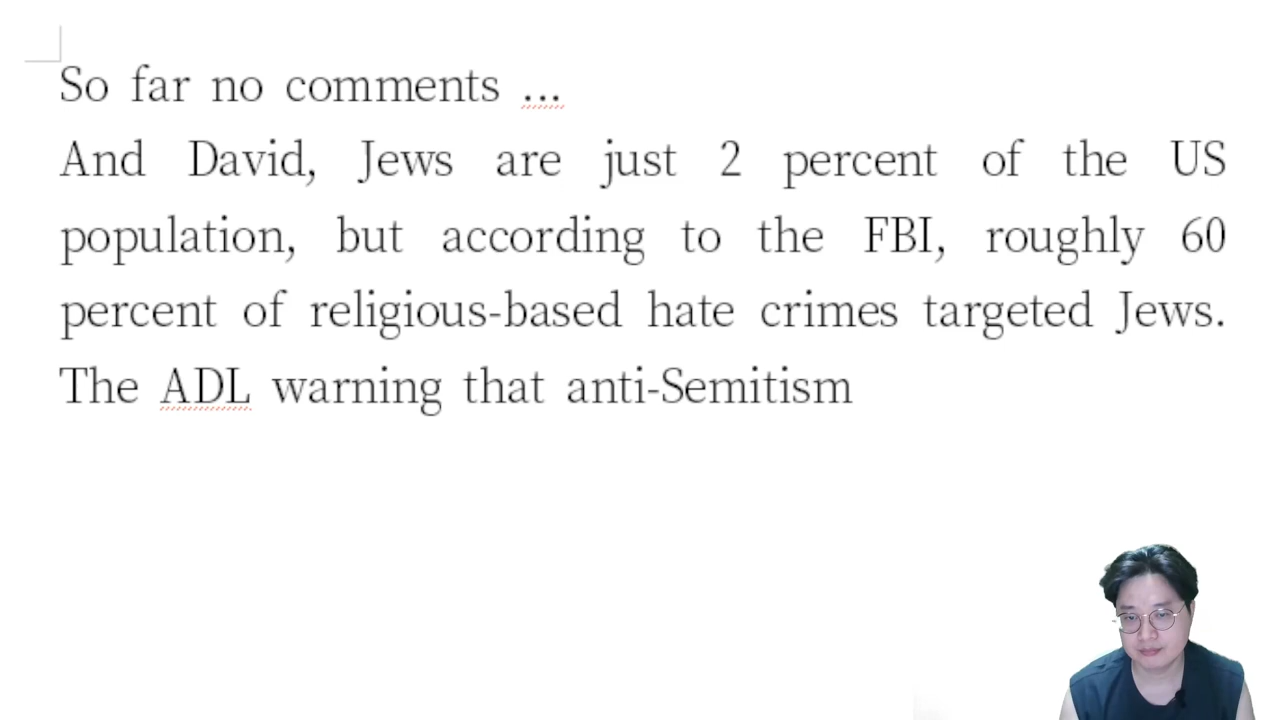 So far no comments ...
And David, Jews are just 2 percent of the US
population, but according to the FBI, roughly 60
percent of religious-based hate crimes targeted Jews.
The ADL warning that anti-Semitism